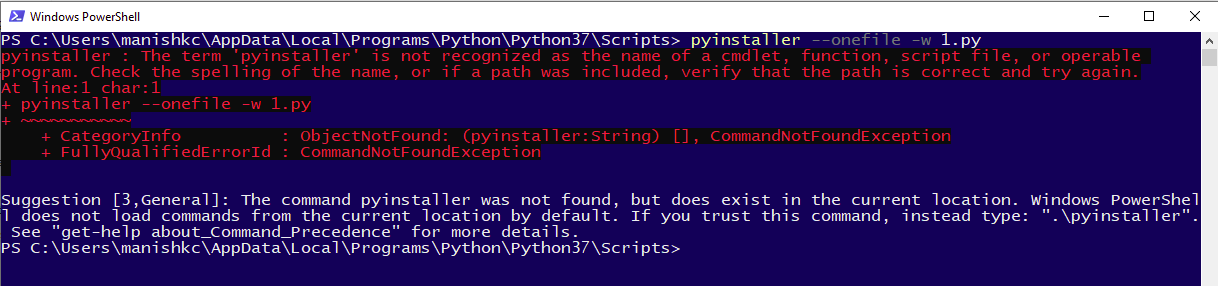 Windows PowerShell
PS C:\Users\manishkc\AppData\Local\Programs\Python\Python37\Scripts> pyinstaller --onefile -w 1.py
pyinstaller : The term 'pyinstaller' is not recognized as the name of a cmdlet, function, script file, or operable
program. Check the spelling of the name, or if a path was included, verify that the path is correct and try again.
At line:1 char:1
+ pyinstaller --onefile -w 1.py
+ ~~~~~~~~~~~
    + CategoryInfo          : ObjectNotFound: (pyinstaller:String) [], CommandNotFoundException
    + FullyQualifiedErrorId : CommandNotFoundException
Suggestion [3,General]: The command pyinstaller was not found, but does exist in the current location. Windows PowerShel
l does not load commands from the current location by default. If you trust this command, instead type: ".\pyinstaller".
 See "get-help about_Command_Precedence" for more details.
PS C:\Users\manishkc\AppData\Local\Programs\Python\Python37\Scripts>